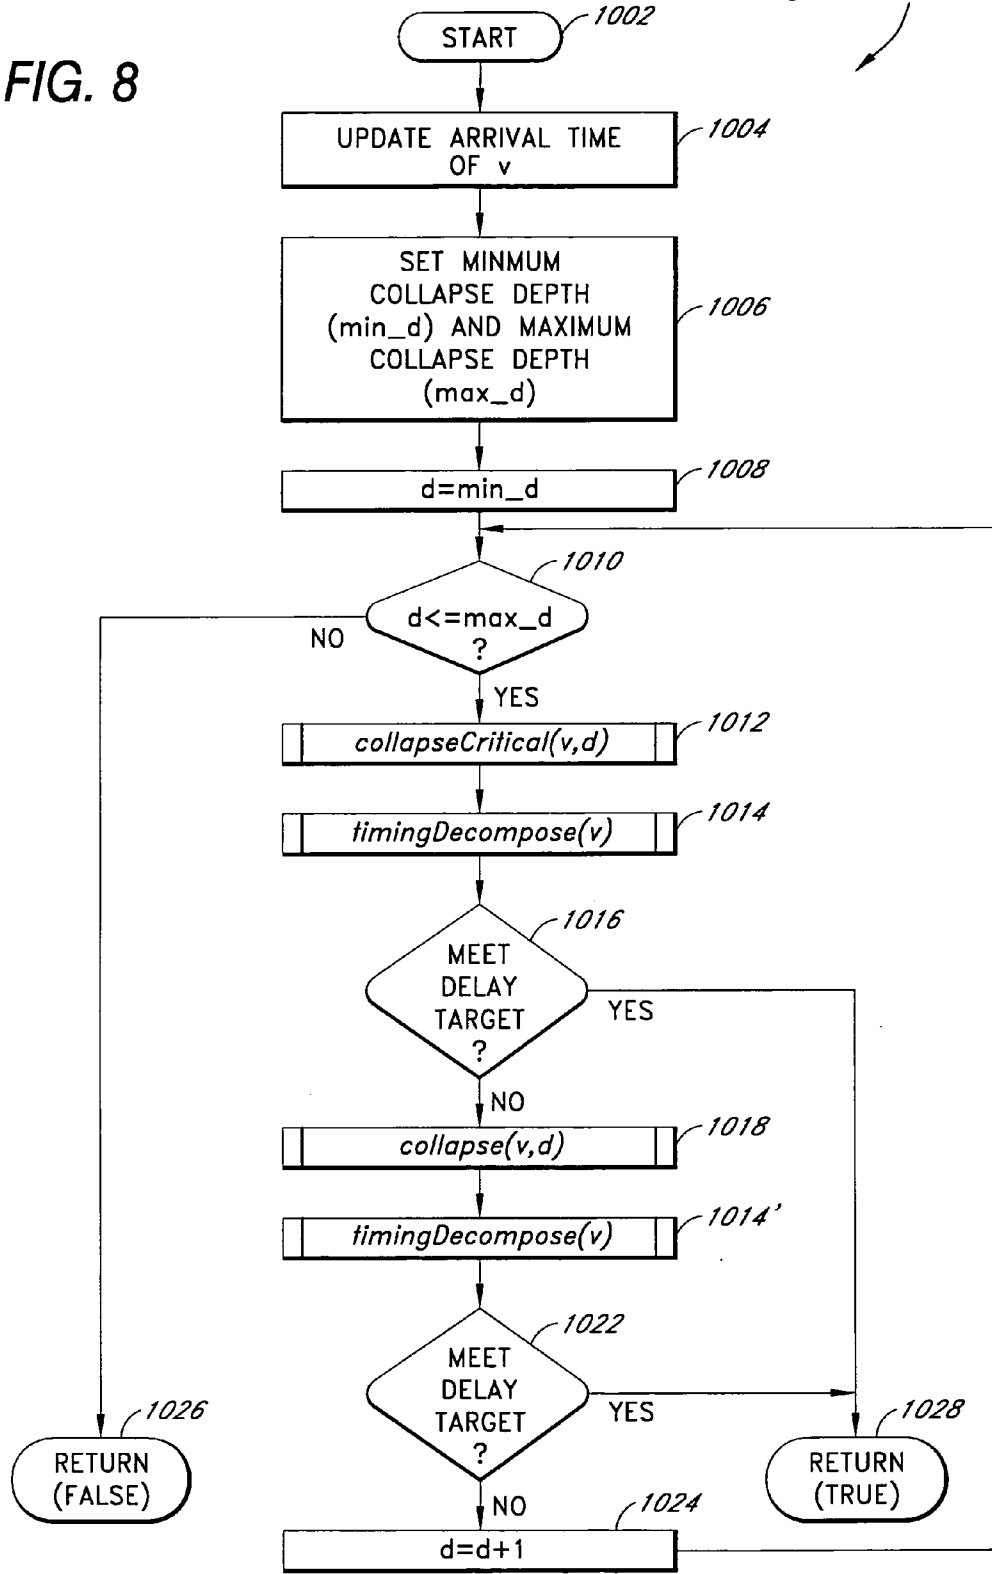 FIG. 8
START
1002
UPDATE ARRIVAL TIME
OF v
1004
SET MINMUM
COLLAPSE DEPTH
(min_d) AND MAXIMUM
COLLAPSE DEPTH
(max_d)
1006
d=min_d
1008
1010
d<=max_d
?
NO
YES
collapseCritical(v,d)
1012
timingDecompose(v)
1014
1016
MEET
DELAY
TARGET
?
YES
NO
collapse(v,d)
1018
timingDecompose(v)
1014'
1022
MEET
DELAY
TARGET
?
YES
NO
1026
RETURN
(FALSE)
1028
RETURN
(TRUE)
1024
d=d+1